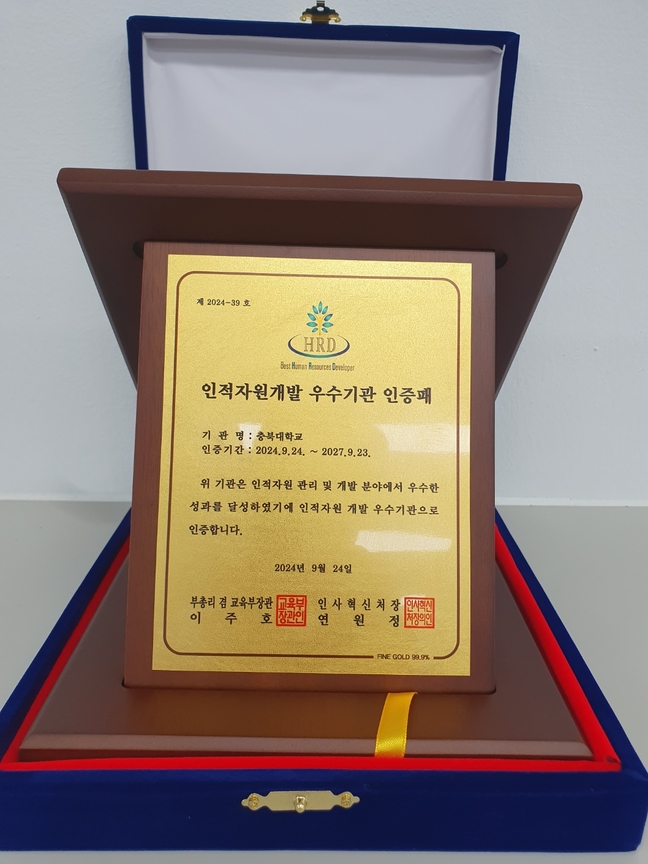 제 2024-39 호
HRD
Best Human Resources Developer
인적자원개발 우수기관 인증패
기 관 명 : 충북대학교
인증기간 : 2024.9.24. ~ 2027.9.23.
위 기관은 인적자원 관리 및 개발 분야에서 우수한
성과를 달성하였기에 인적자원 개발 우수기관으로
인증합니다.
2024년 9월 24일
부총리 겸 교육부장관 인사혁신처장
이 주 호 연 원 정
교육부
장관인
인사혁신
처장의인
FINE GOLD 99.9%